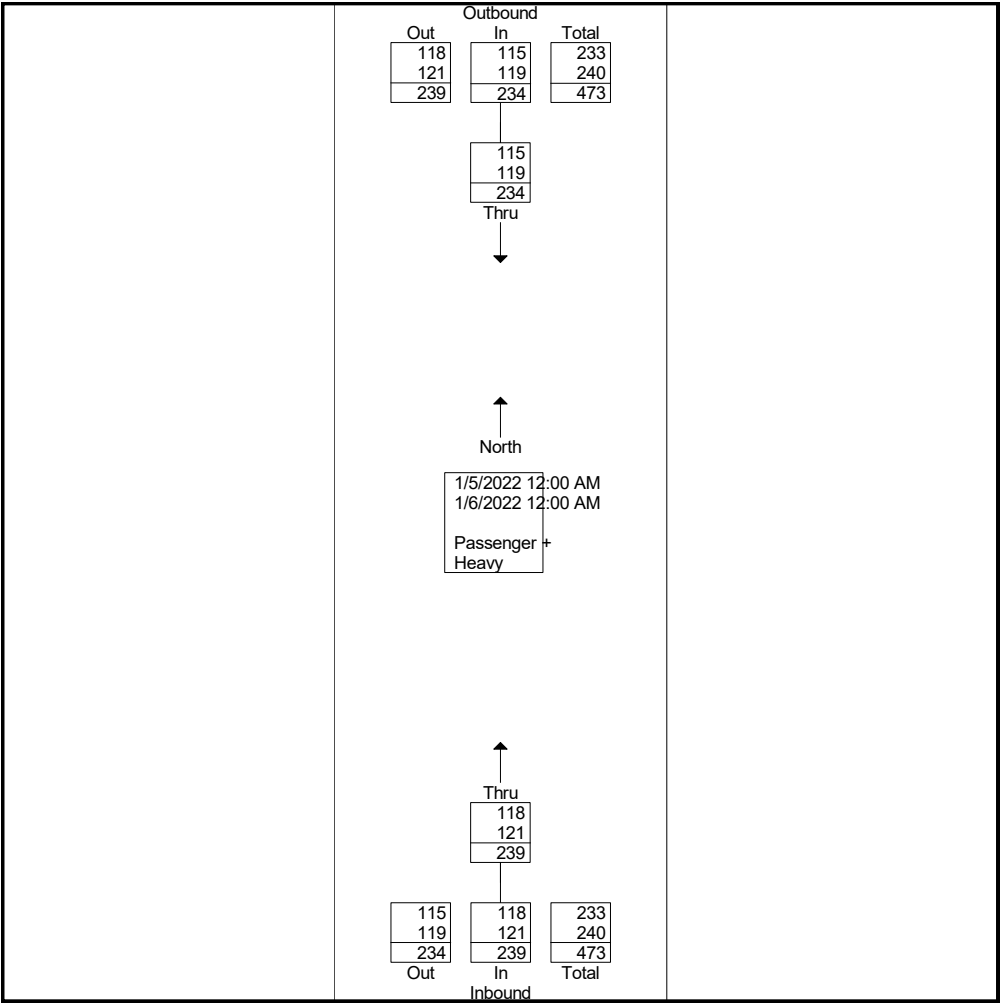 Outbound
Out In Total
118 115 233
121 119 240
239 234 473
115
119
234
Thru
North
1/5/2022 12:00 AM
1/6/2022 12:00 AM
Passenger +
Heavy
Thru
118
121
239
115 118 233
119 121 240
234 239 473
Out In Total
Inbound